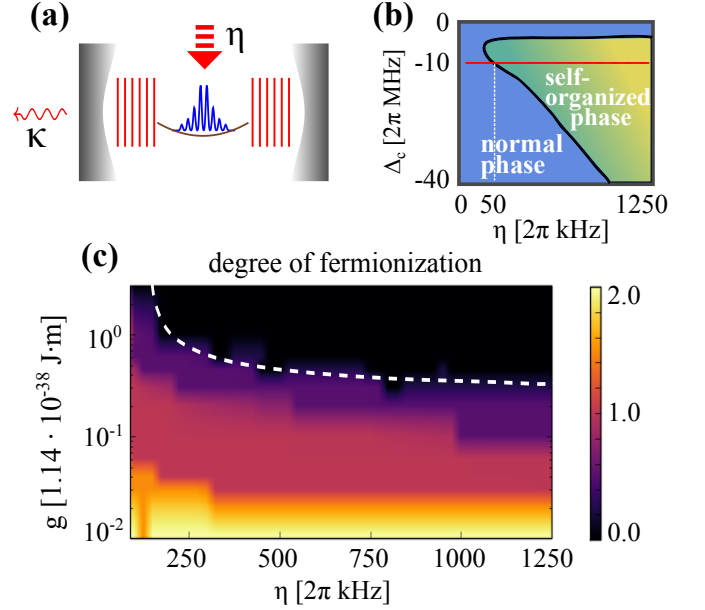 (a)
η
κ
(b)
0
-10
-40
Δc [2π MHz]
self-
organized
phase
normal
phase
0 50 1250
η [2π kHz]
(c)
degree of fermionization
10^0
10^-1
10^-2
g [1.14 · 10^-38 J·m]
250 500 750 1000 1250
η [2π kHz]
2.0
1.0
0.0